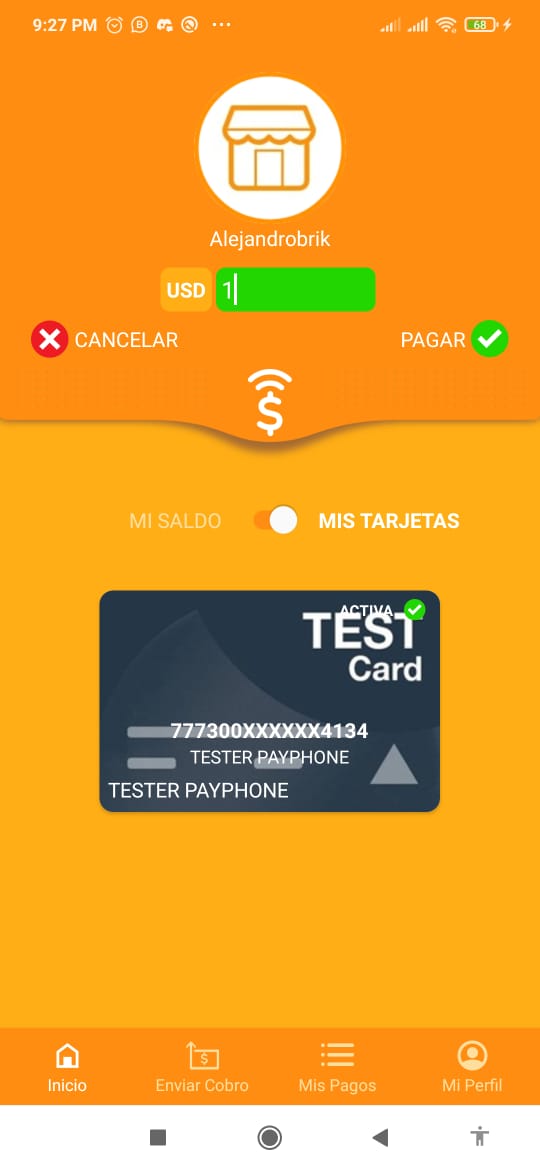 9:27 PM
68
Alejandrobrik
USD 1
CANCELAR PAGAR
$
MI SALDO MIS TARJETAS
ACTIVA
TEST
Card
777300XXXXXX4134
TESTER PAYPHONE
TESTER PAYPHONE
Inicio Enviar Cobro Mis Pagos Mi Perfil